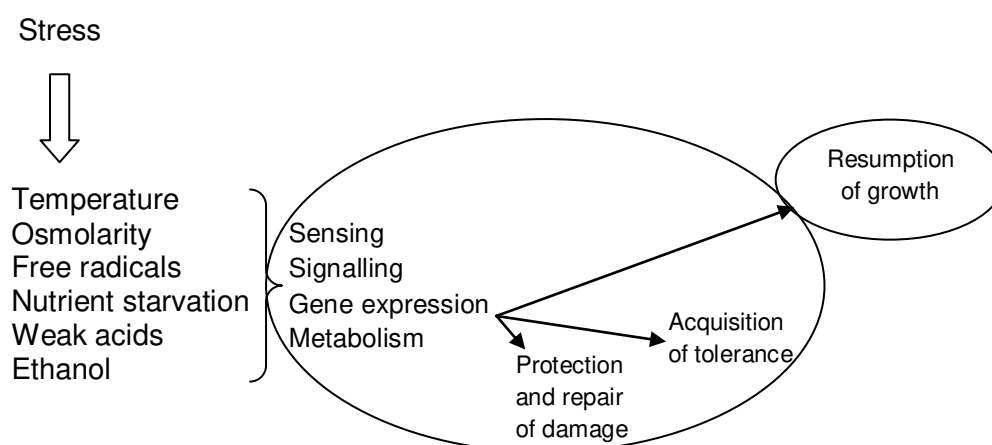 Stress
Temperature
Osmolarity
Free radicals
Nutrient starvation
Weak acids
Ethanol
Sensing
Signalling
Gene expression
Metabolism
Protection
and repair
of damage
Acquisition
of tolerance
Resumption
of growth